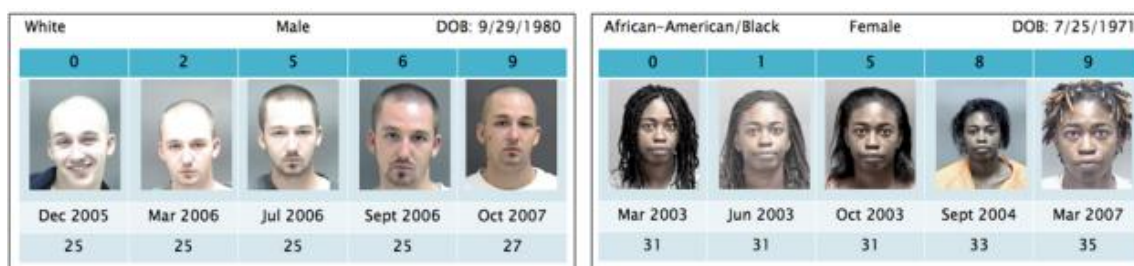 White Male DOB: 9/29/1980
0 2 5 6 9
Dec 2005 Mar 2006 Jul 2006 Sept 2006 Oct 2007
25 25 25 25 27
African-American/Black Female DOB: 7/25/1971
0 1 5 8 9
Mar 2003 Jun 2003 Oct 2003 Sept 2004 Mar 2007
31 31 31 33 35